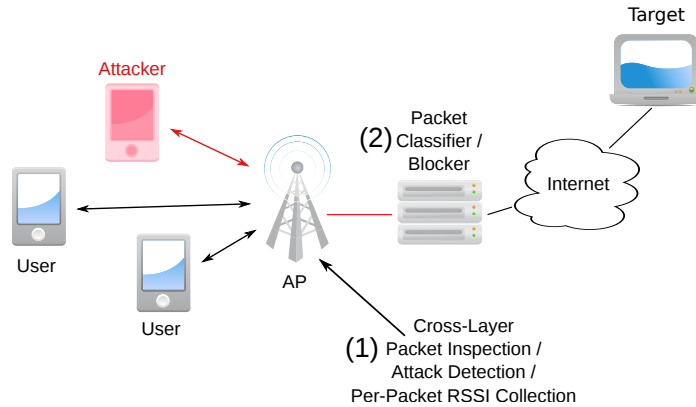 Target
Attacker
(2)
Packet
Classifier /
Blocker
Internet
User
User
AP
(1)
Cross-Layer
Packet Inspection /
Attack Detection /
Per-Packet RSSI Collection